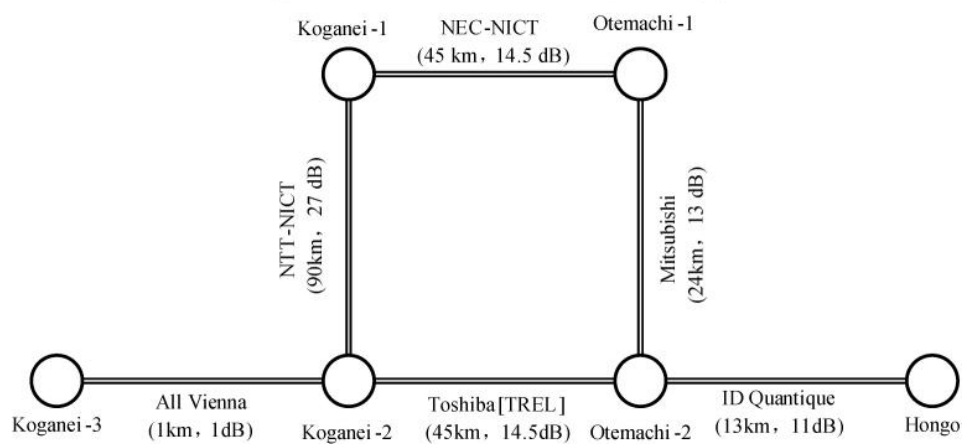 Koganei-1
NEC-NICT
(45 km, 14.5 dB)
Otemachi-1
NTT-NICT
(90km, 27 dB)
Mitsubishi
(24km, 13 dB)
Koganei-3
All Vienna
(1km, 1dB)
Koganei-2
Toshiba[TREL]
(45km, 14.5dB)
Otemachi-2
ID Quantique
(13km, 11dB)
Hongo